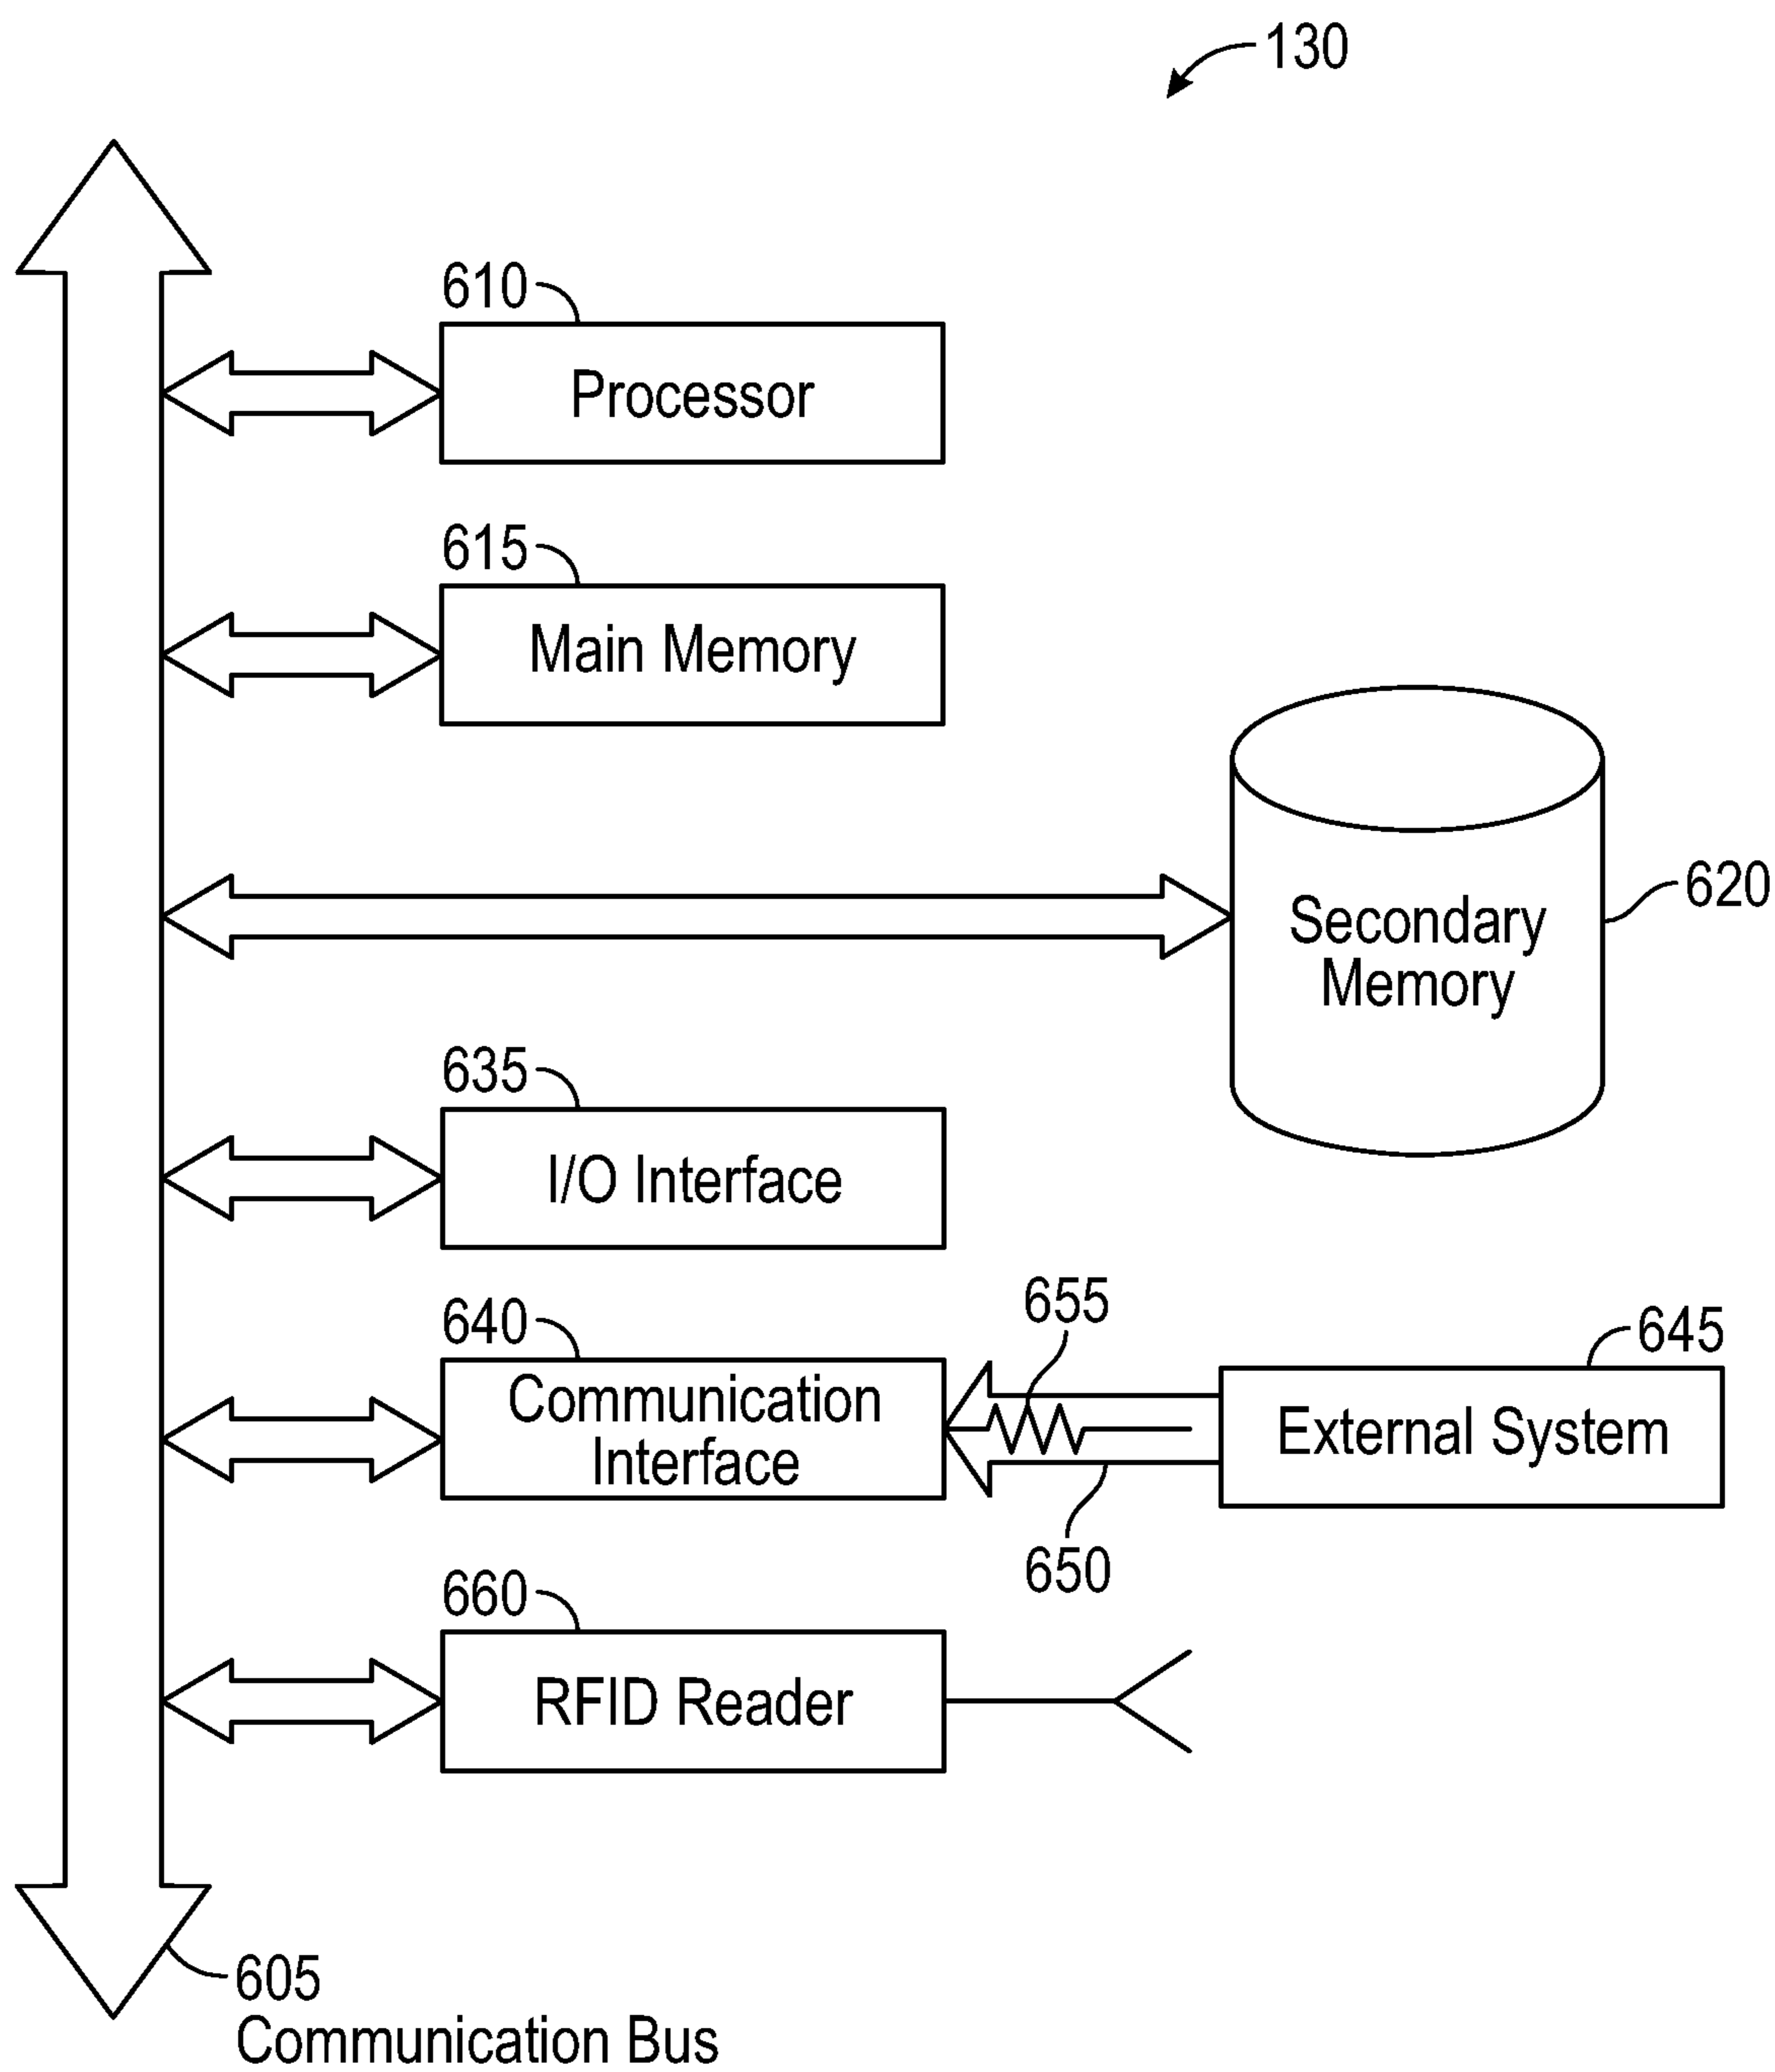 130
610
Processor
615
Main Memory
620
Secondary
Memory
635
I/O Interface
640
Communication
Interface
655
650
645
External System
660
RFID Reader
605
Communication Bus